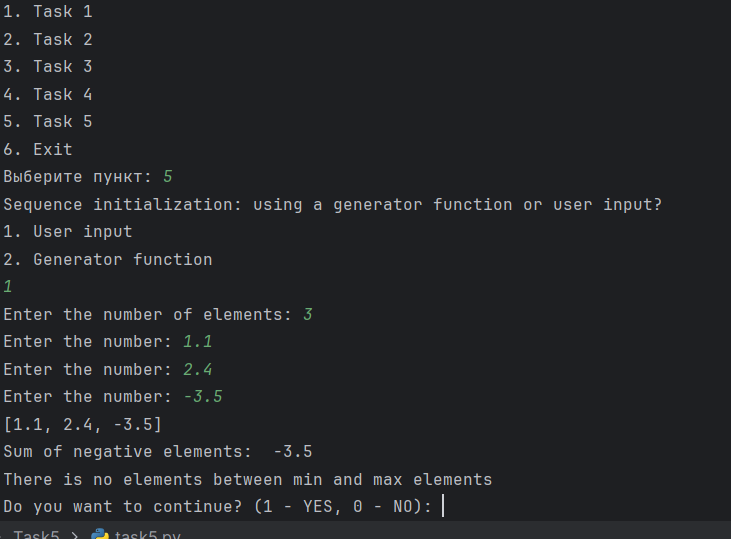 1. Task 1
2. Task 2
3. Task 3
4. Task 4
5. Task 5
6. Exit
Выберите пункт: 5
Sequence initialization: using a generator function or user input?
1. User input
2. Generator function
1
Enter the number of elements: 3
Enter the number: 1.1
Enter the number: 2.4
Enter the number: -3.5
[1.1, 2.4, -3.5]
Sum of negative elements:  -3.5
There is no elements between min and max elements
Do you want to continue? (1 - YES, 0 - NO):
Task5 > task5.py